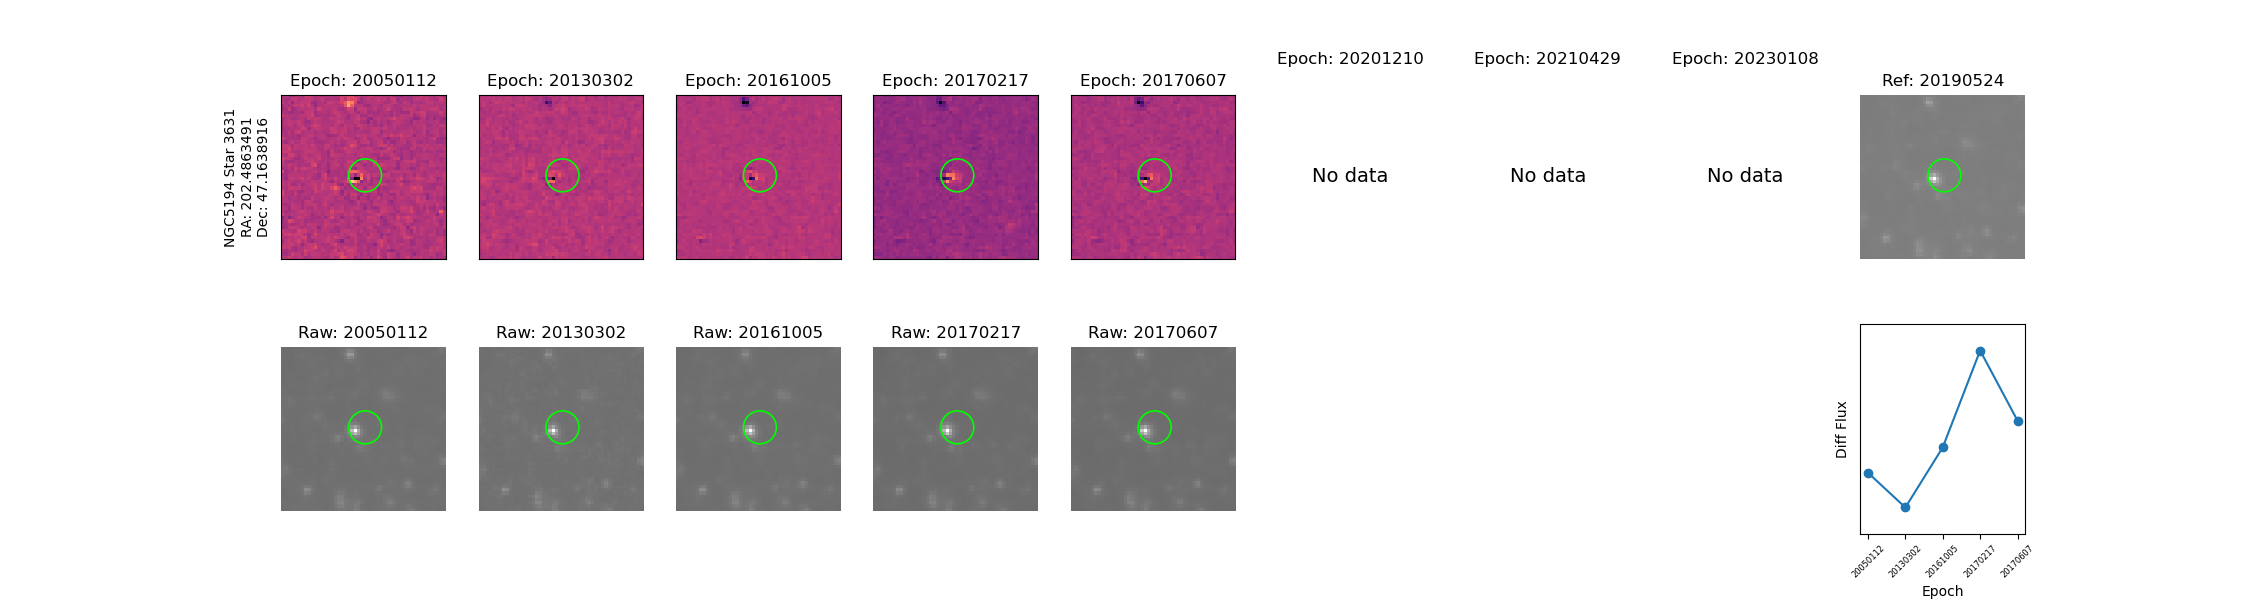 NGC5194 Star 3631
RA: 202.4863491
Dec: 47.1638916
Epoch: 20050112
Epoch: 20130302
Epoch: 20161005
Epoch: 20170217
Epoch: 20170607
Epoch: 20201210
No data
Epoch: 20210429
No data
Epoch: 20230108
No data
Ref: 20190524
Raw: 20050112
Raw: 20130302
Raw: 20161005
Raw: 20170217
Raw: 20170607
Diff Flux
20050112
20130302
20161005
20170217
20170607
Epoch